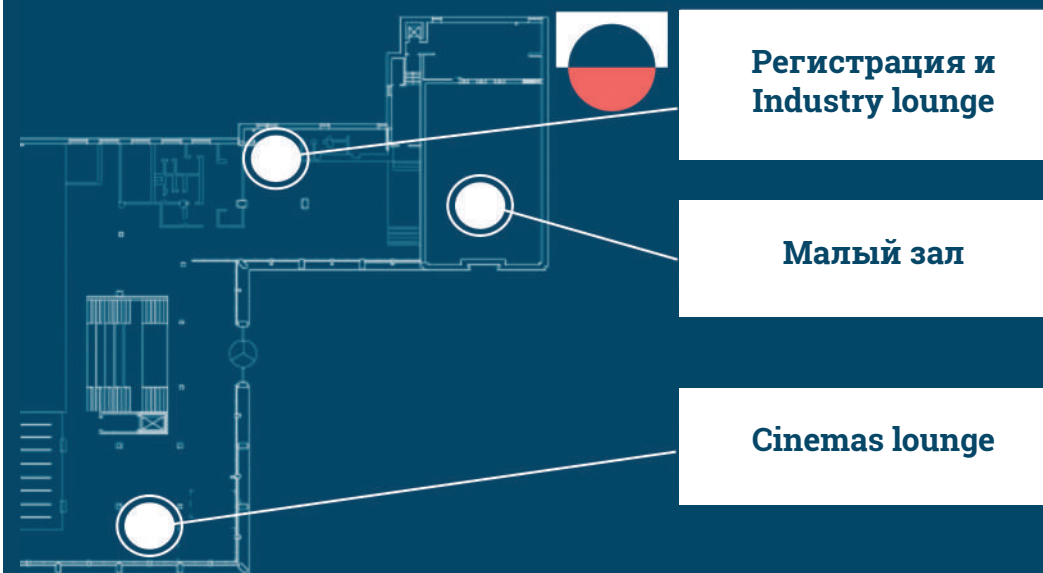 Регистрация и
Industry lounge
Малый зал
Cinemas lounge